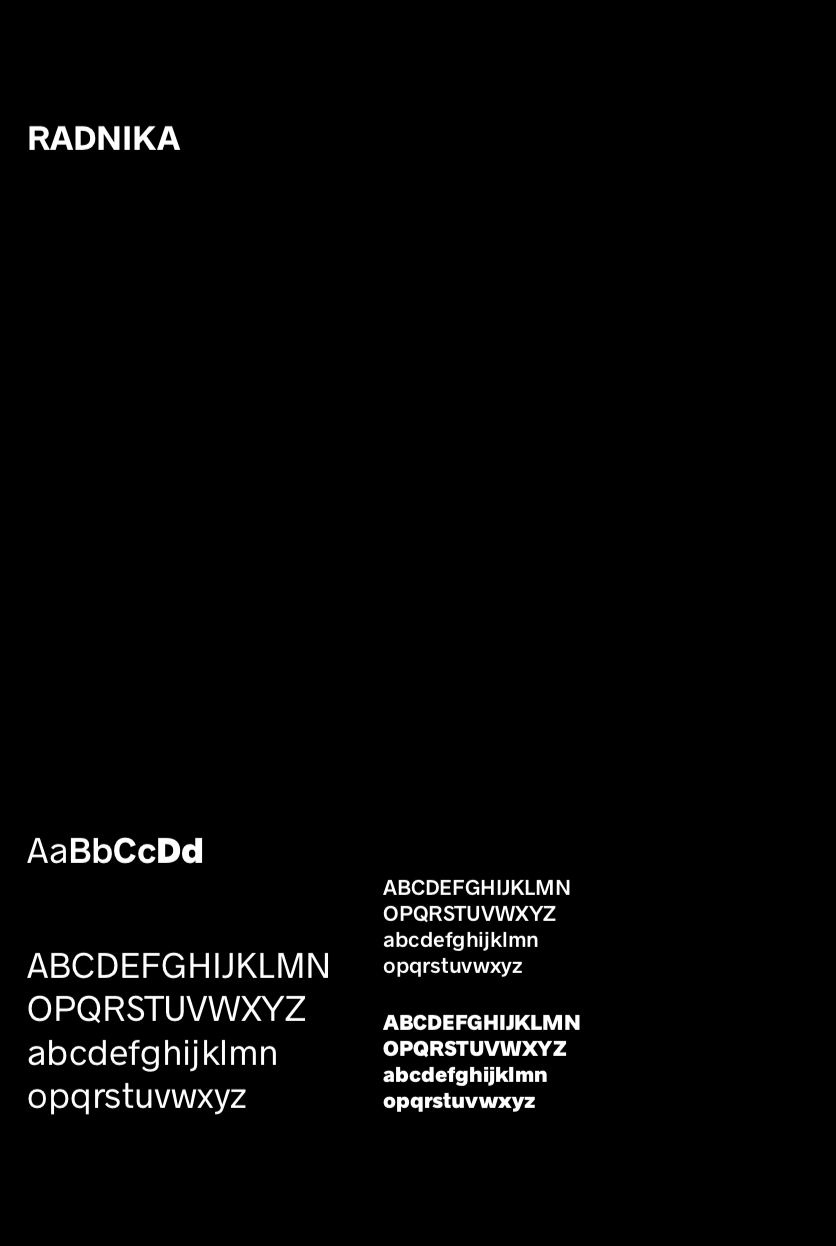 RADNIKA
AaBbCcDd
ABCDEFGHIJKLMN
OPQRSTUVWXYZ
abcdefghijklmn
opqrstuvwxyz
ABCDEFGHIJKLMN
OPQRSTUVWXYZ
abcdefghijklmn
opqrstuvwxyz
ABCDEFGHIJKLMN
OPQRSTUVWXYZ
abcdefghijklmn
opqrstuvwxyz